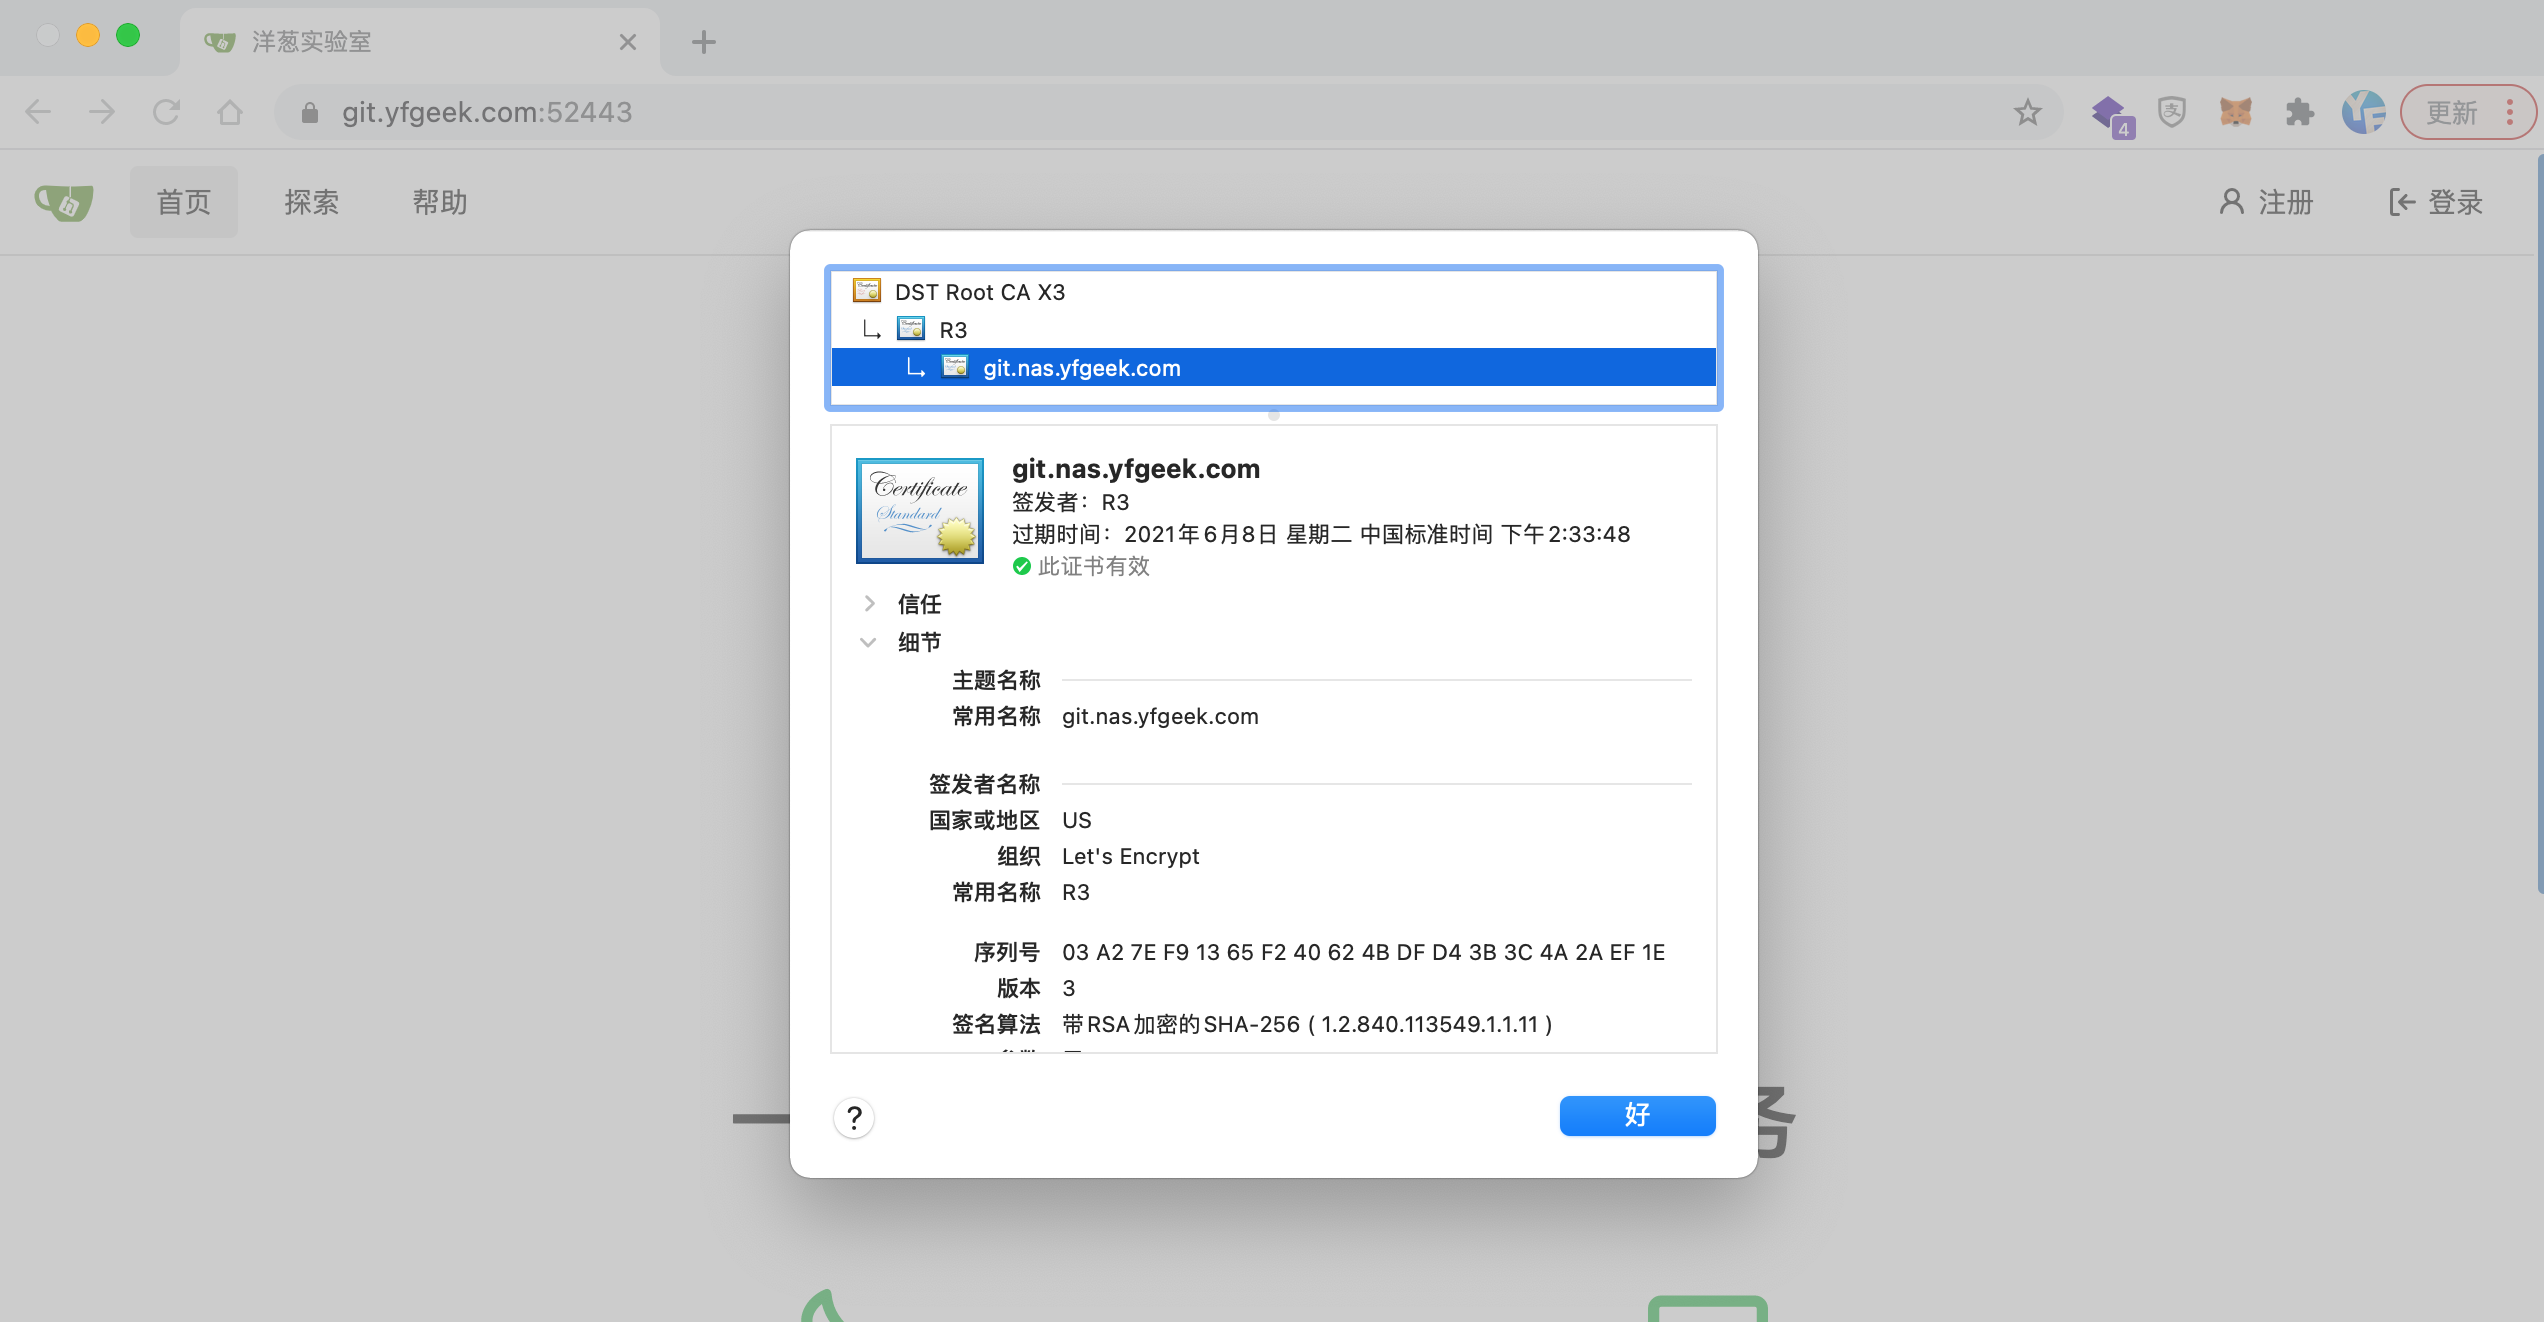 洋葱实验室
git.yfgeek.com:52443
4
支
YF
更新
首页
探索
帮助
注册
登录
DST Root CA X3
R3
git.nas.yfgeek.com
Certificate
Standard
git.nas.yfgeek.com
签发者：R3
过期时间：2021年6月8日 星期二 中国标准时间 下午2:33:48
此证书有效
信任
细节
主题名称
常用名称 git.nas.yfgeek.com
签发者名称
国家或地区 US
组织 Let's Encrypt
常用名称 R3
序列号 03 A2 7E F9 13 65 F2 40 62 4B DF D4 3B 3C 4A 2A EF 1E
版本 3
签名算法 带RSA加密的SHA-256 ( 1.2.840.113549.1.1.11 )
?
好